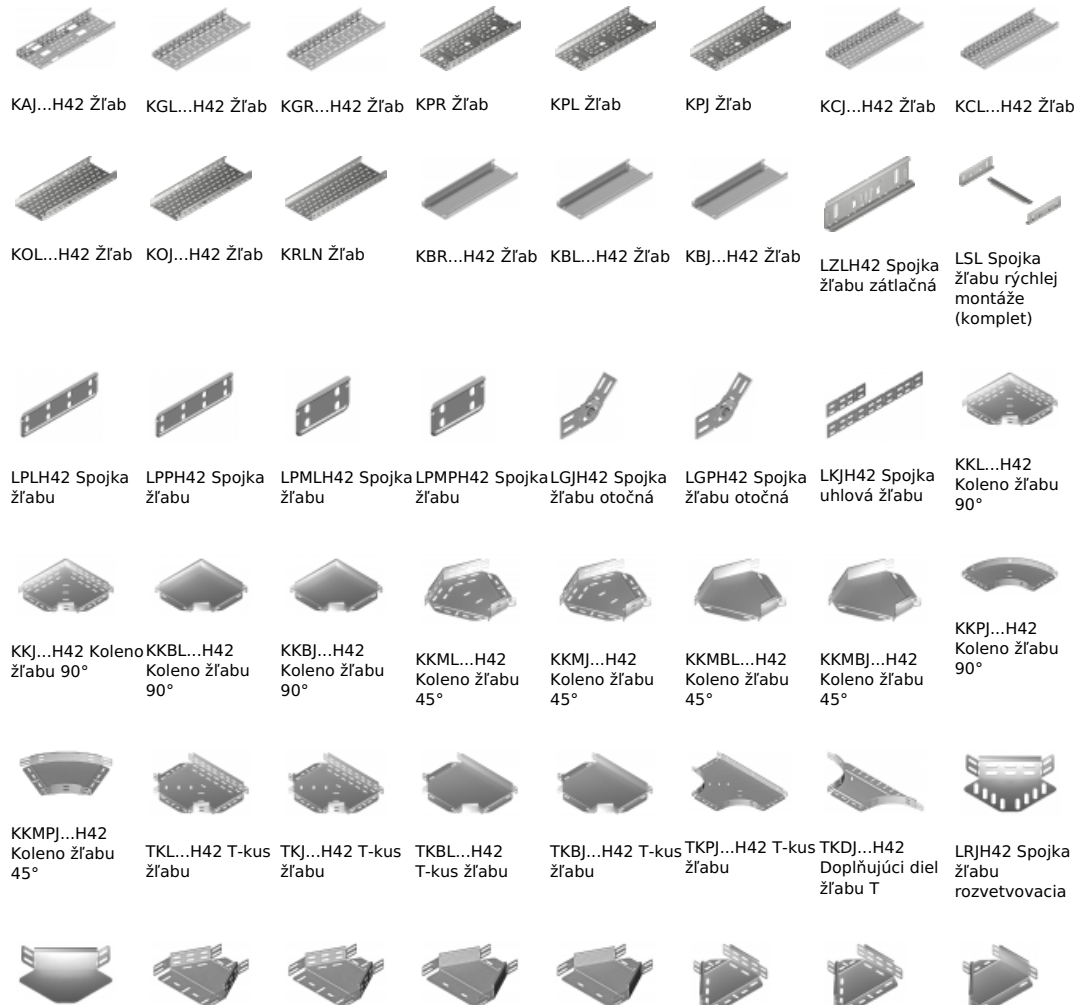 KAJ...H42 Žľab
KGL...H42 Žľab
KGR...H42 Žľab
KPR Žľab
KPL Žľab
KPJ Žľab
KCJ...H42 Žľab
KCL...H42 Žľab
KOL...H42 Žľab
KOJ...H42 Žľab
KRLN Žľab
KBR...H42 Žľab
KBL...H42 Žľab
KBJ...H42 Žľab
LZLH42 Spojka
žľabu zátlačná
LSL Spojka
žľabu rýchlej
montáže
(komplet)
LPLH42 Spojka
žľabu
LPPH42 Spojka
žľabu
LPMLH42 Spojka
žľabu
LPMPH42 Spojka
žľabu
LGJH42 Spojka
žľabu otočná
LGPH42 Spojka
žľabu otočná
LKJH42 Spojka
uhlová žľabu
KKL...H42
Koleno žľabu
90°
KKJ...H42 Koleno
žľabu 90°
KKBL...H42
Koleno žľabu
90°
KKBJ...H42
Koleno žľabu
90°
KKML...H42
Koleno žľabu
45°
KKMJ...H42
Koleno žľabu
45°
KKMBL...H42
Koleno žľabu
45°
KKMBJ...H42
Koleno žľabu
45°
KKPJ...H42
Koleno žľabu
90°
KKMPJ...H42
Koleno žľabu
45°
TKL...H42 T-kus
žľabu
TKJ...H42 T-kus
žľabu
TKBL...H42
T-kus žľabu
TKBJ...H42 T-kus
žľabu
TKPJ...H42 T-kus
žľabu
TKDJ...H42
Doplňujúci diel
žľabu T
LRJH42 Spojka
žľabu
rozvetvovacia